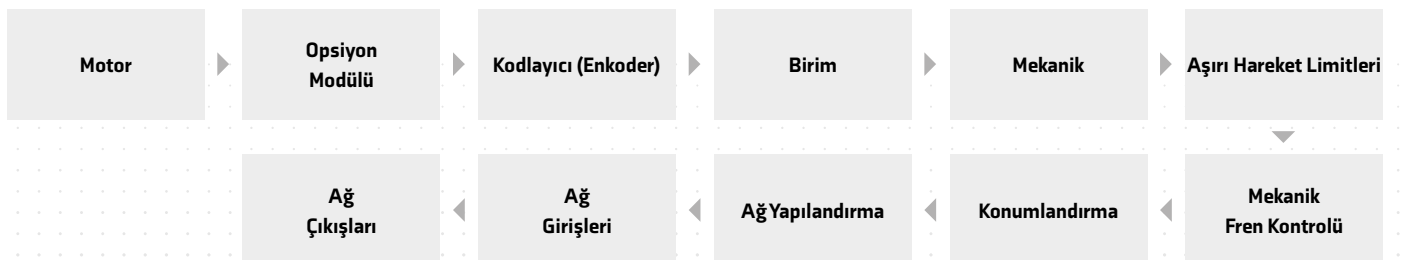 Motor
Opsiyon
Modülü
Kodlayıcı (Enkoder)
Birim
Mekanik
Aşırı Hareket Limitleri
Mekanik
Fren Kontrolü
Konumlandırma
Ağ Yapılandırma
Ağ
Girişleri
Ağ
Çıkışları